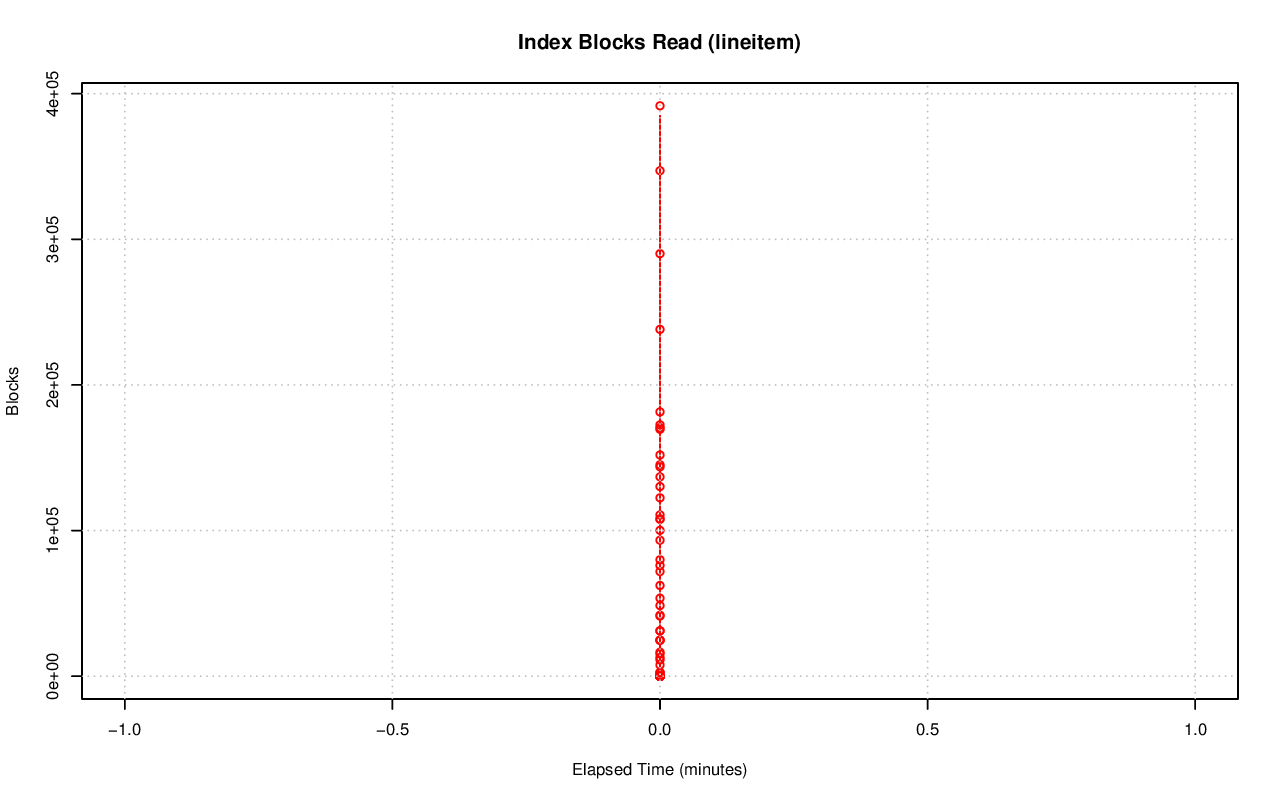 Index Blocks Read (lineitem)
4e+05
3e+05
2e+05
1e+05
0e+00
Blocks
−1.0
−0.5
0.0
0.5
1.0
Elapsed Time (minutes)